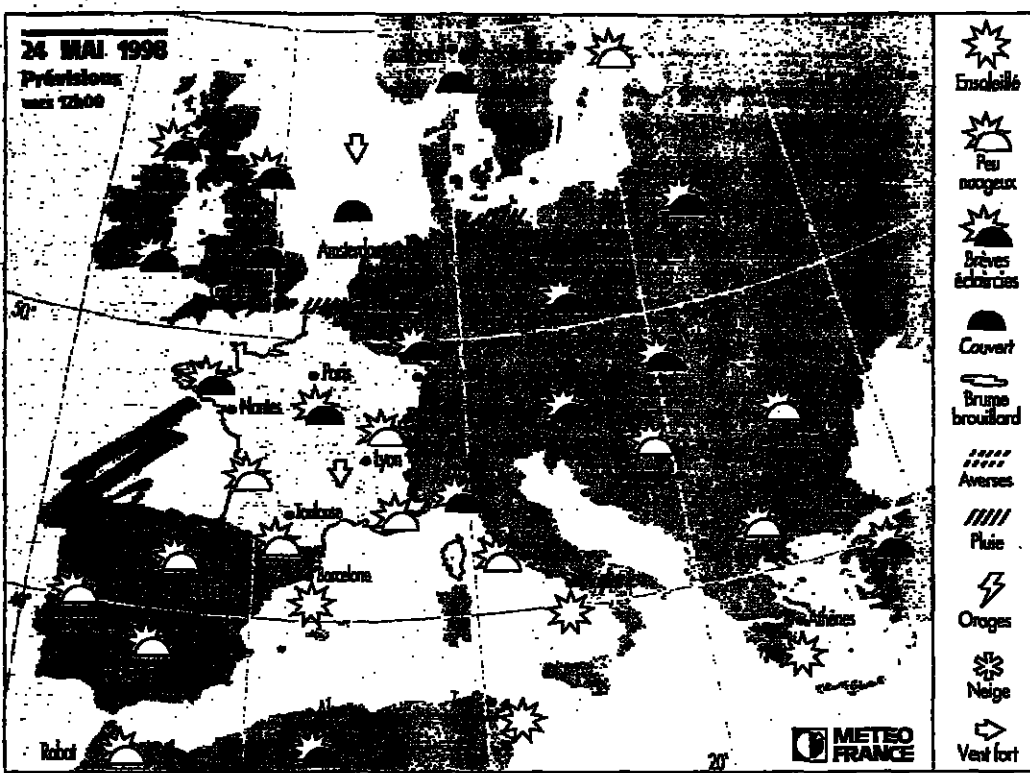 24 MAI 1998
Prévisions
vers 12h00
Amsterdam
50°
Paris
Nantes
Lyon
Toulouse
Barcelone
Athènes
Rabat
20°
METEO
FRANCE
Ensoleillé
Peu
nuageux
Brèves
éclaircies
Couvert
Brume
brouillard
Averses
Pluie
Orages
Neige
Vent fort